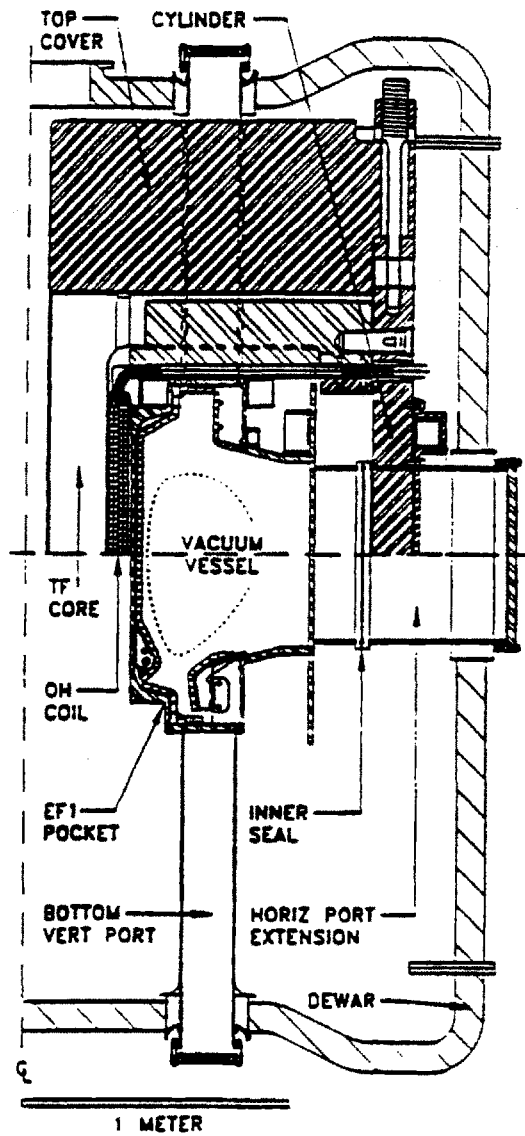 TOP
COVER
CYLINDER
VACUUM
VESSEL
TF
CORE
OH
COIL
EF1
POCKET
INNER
SEAL
BOTTOM
VERT PORT
HORIZ PORT
EXTENSION
DEWAR
℄
1 METER